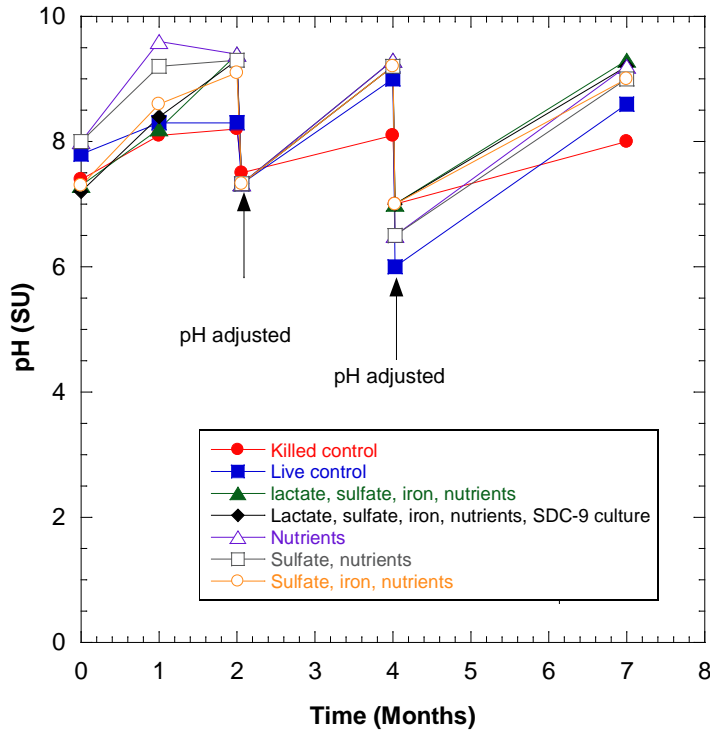 10
8
6
4
2
0
pH (SU)
pH adjusted
pH adjusted
Killed control
Live control
lactate, sulfate, iron, nutrients
Lactate, sulfate, iron, nutrients, SDC-9 culture
Nutrients
Sulfate, nutrients
Sulfate, iron, nutrients
0 1 2 3 4 5 6 7 8
Time (Months)